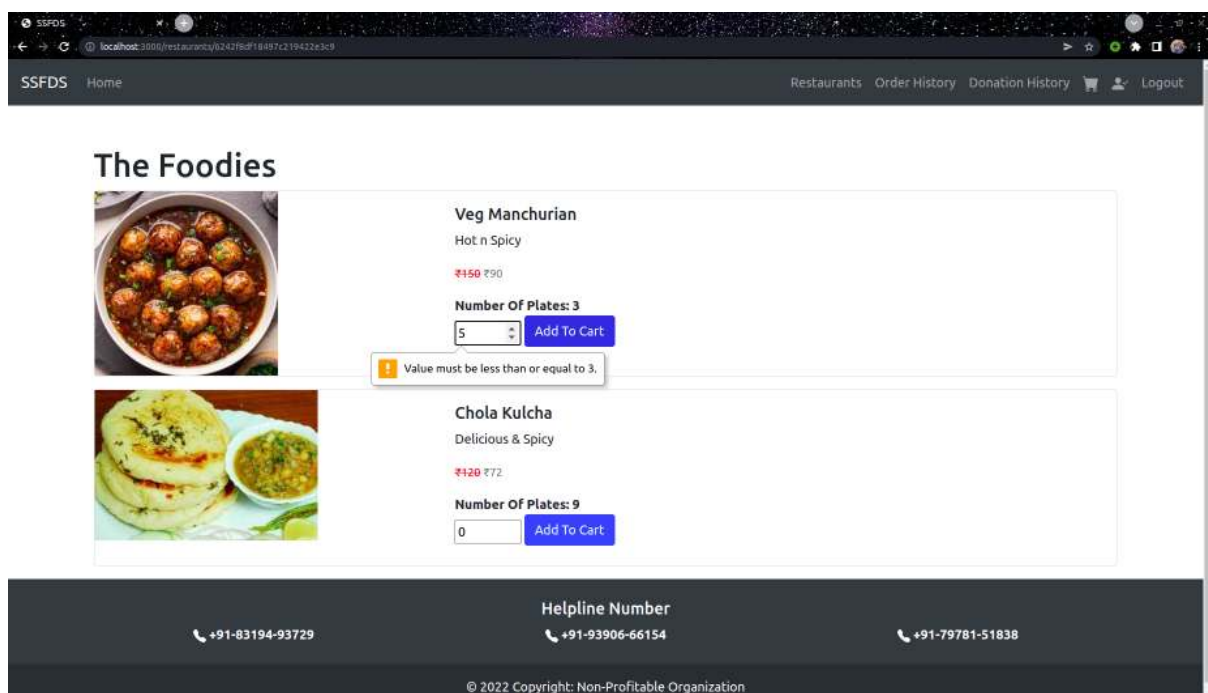 SSFDS
localhost:3000/restaurants/6242f8df18497c219422e3c9
SSFDS Home Restaurants Order History Donation History Logout
The Foodies
Veg Manchurian
Hot n Spicy
₹150 ₹90
Number Of Plates: 3
5 Add To Cart
Value must be less than or equal to 3.
Chola Kulcha
Delicious & Spicy
₹120 ₹72
Number Of Plates: 9
0 Add To Cart
Helpline Number
+91-83194-93729 +91-93906-66154 +91-79781-51838
© 2022 Copyright: Non-Profitable Organization